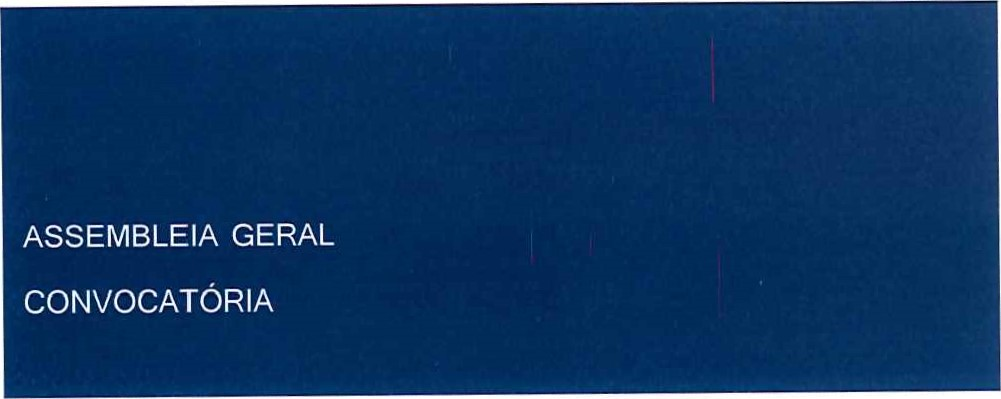 ASSEMBLEIA GERAL
CONVOCATÓRIA